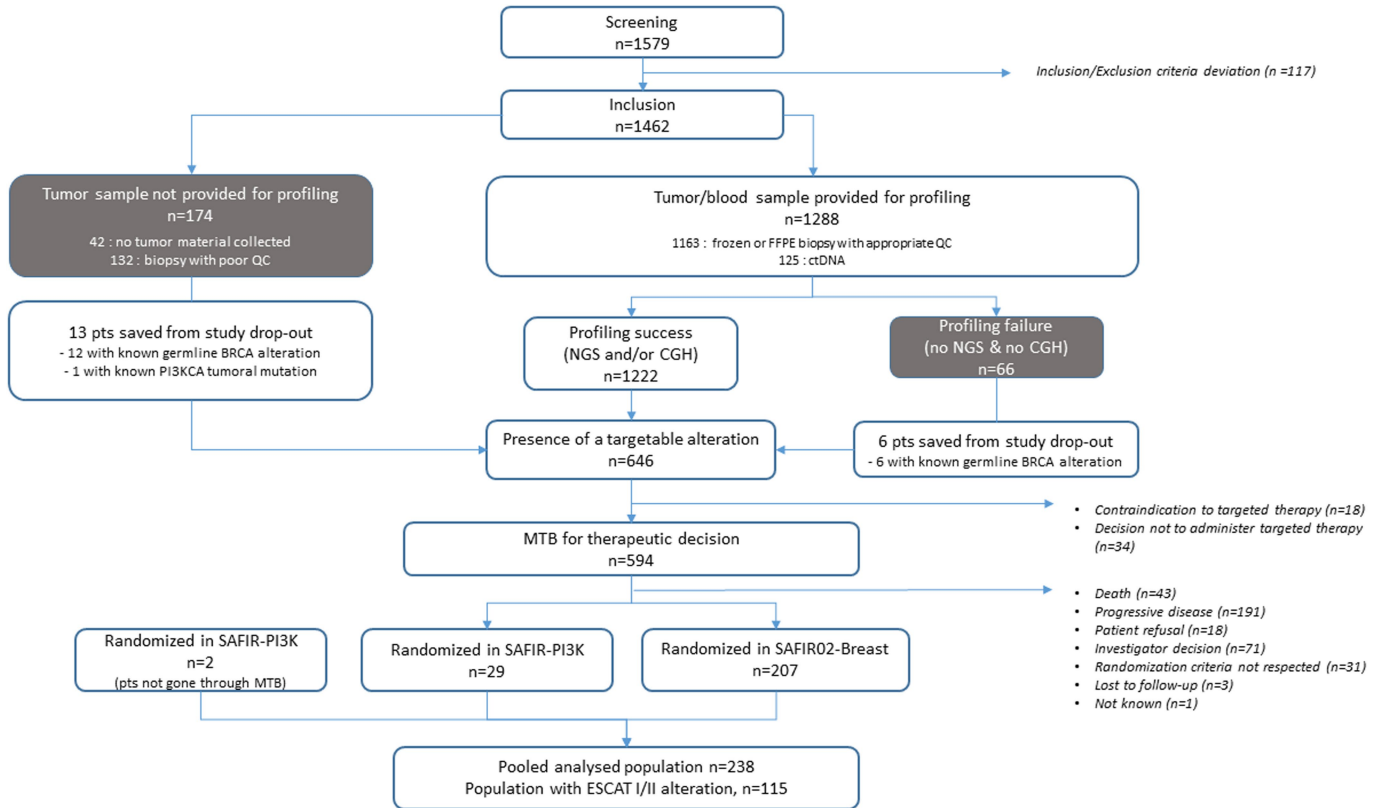 Screening
n=1579
Inclusion/Exclusion criteria deviation (n =117)
Inclusion
n=1462
Tumor sample not provided for profiling
n=174
42 : no tumor material collected
132 : biopsy with poor QC
Tumor/blood sample provided for profiling
n=1288
1163 : frozen or FFPE biopsy with appropriate QC
125 : ctDNA
13 pts saved from study drop-out
- 12 with known germline BRCA alteration
- 1 with known PI3KCA tumoral mutation
Profiling success
(NGS and/or CGH)
n=1222
Profiling failure
(no NGS & no CGH)
n=66
Presence of a targetable alteration
n=646
6 pts saved from study drop-out
- 6 with known germline BRCA alteration
• Contraindication to targeted therapy (n=18)
• Decision not to administer targeted therapy
(n=34)
MTB for therapeutic decision
n=594
• Death (n=43)
• Progressive disease (n=191)
• Patient refusal (n=18)
• Investigator decision (n=71)
• Randomization criteria not respected (n=31)
• Lost to follow-up (n=3)
• Not known (n=1)
Randomized in SAFIR-PI3K
n=2
(pts not gone through MTB)
Randomized in SAFIR-PI3K
n=29
Randomized in SAFIR02-Breast
n=207
Pooled analysed population n=238
Population with ESCAT I/II alteration, n=115